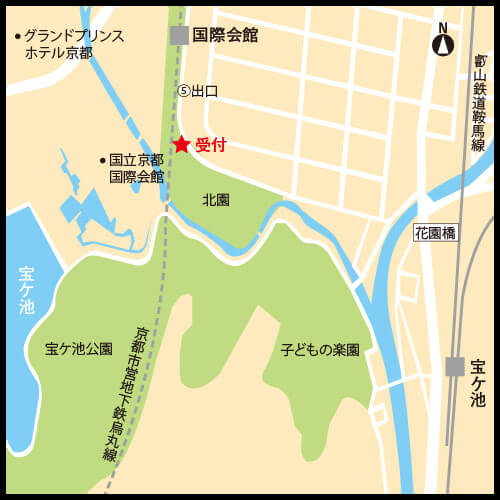 ●グランドプリンス
ホテル京都
国際会館
N
叡山鉄道鞍馬線
⑤出口
★受付
●国立京都
国際会館
北園
花園橋
宝ケ池
宝ケ池公園
京都市営地下鉄烏丸線
子どもの楽園
宝ケ池